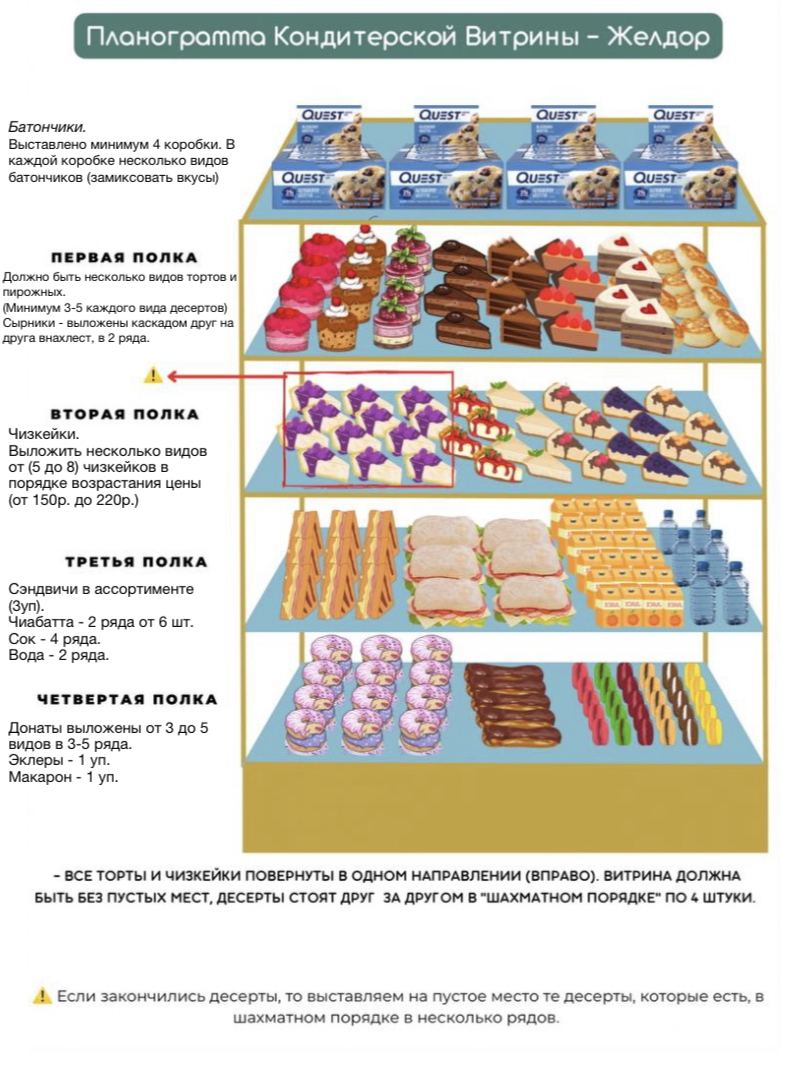 Планограмма Кондитерской Витрины – Желдор
Батончики.
Выставлено минимум 4 коробки. В
каждой коробке несколько видов
батончиков (замиксовать вкусы)
QUEST QUEST QUEST QUEST
QUEST QUEST QUEST QUEST
ПЕРВАЯ ПОЛКА
Должно быть несколько видов тортов и
пирожных.
(Минимум 3-5 каждого вида десертов)
Сырники - выложены каскадом друг на
друга внахлест, в 2 ряда.
ВТОРАЯ ПОЛКА
Чизкейки.
Выложить несколько видов
от (5 до 8) чизкейков в
порядке возрастания цены
(от 150р. до 220р.)
ТРЕТЬЯ ПОЛКА
Сэндвичи в ассортименте
(3уп).
Чиабатта - 2 ряда от 6 шт.
Сок - 4 ряда.
Вода - 2 ряда.
ЧЕТВЕРТАЯ ПОЛКА
Донаты выложены от 3 до 5
видов в 3-5 ряда.
Эклеры - 1 уп.
Макарон - 1 уп.
– ВСЕ ТОРТЫ И ЧИЗКЕЙКИ ПОВЕРНУТЫ В ОДНОМ НАПРАВЛЕНИИ (ВПРАВО). ВИТРИНА ДОЛЖНА
БЫТЬ БЕЗ ПУСТЫХ МЕСТ, ДЕСЕРТЫ СТОЯТ ДРУГ ЗА ДРУГОМ В "ШАХМАТНОМ ПОРЯДКЕ" ПО 4 ШТУКИ.
⚠️ Если закончились десерты, то выставляем на пустое место те десерты, которые есть, в
шахматном порядке в несколько рядов.